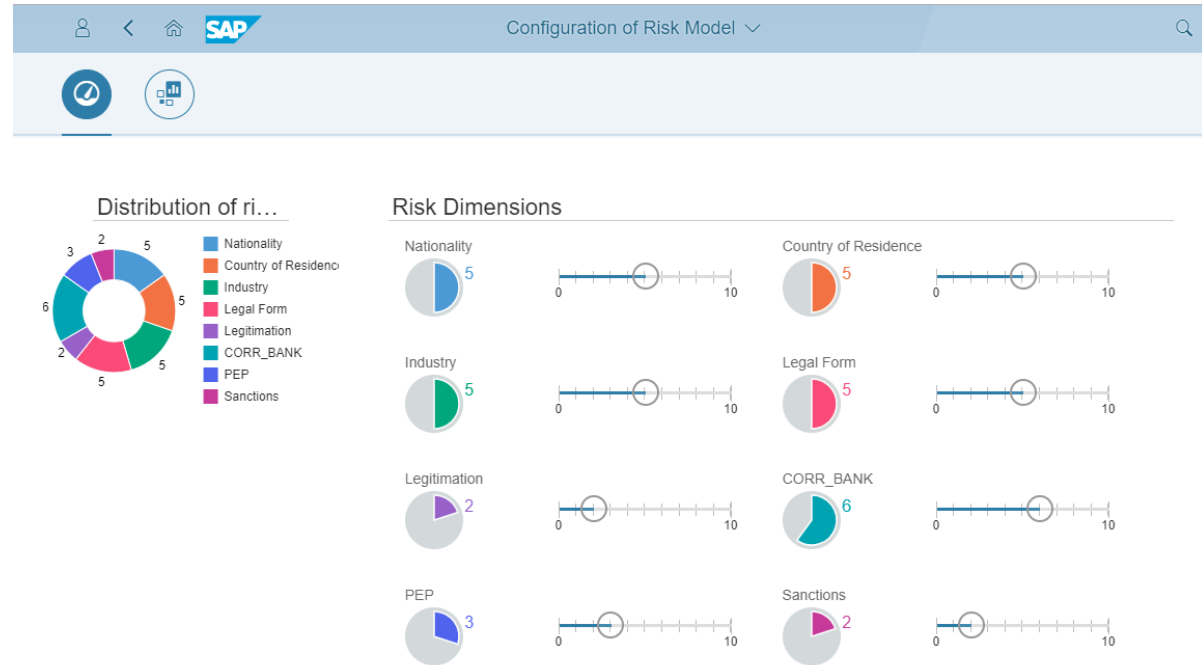 SAP
Configuration of Risk Model
Distribution of ri...
2
5
3
5
6
2
5
5
Nationality
Country of Residenc
Industry
Legal Form
Legitimation
CORR_BANK
PEP
Sanctions
Risk Dimensions
Nationality
5
0 10
Country of Residence
5
0 10
Industry
5
0 10
Legal Form
5
0 10
Legitimation
2
0 10
CORR_BANK
6
0 10
PEP
3
0 10
Sanctions
2
0 10